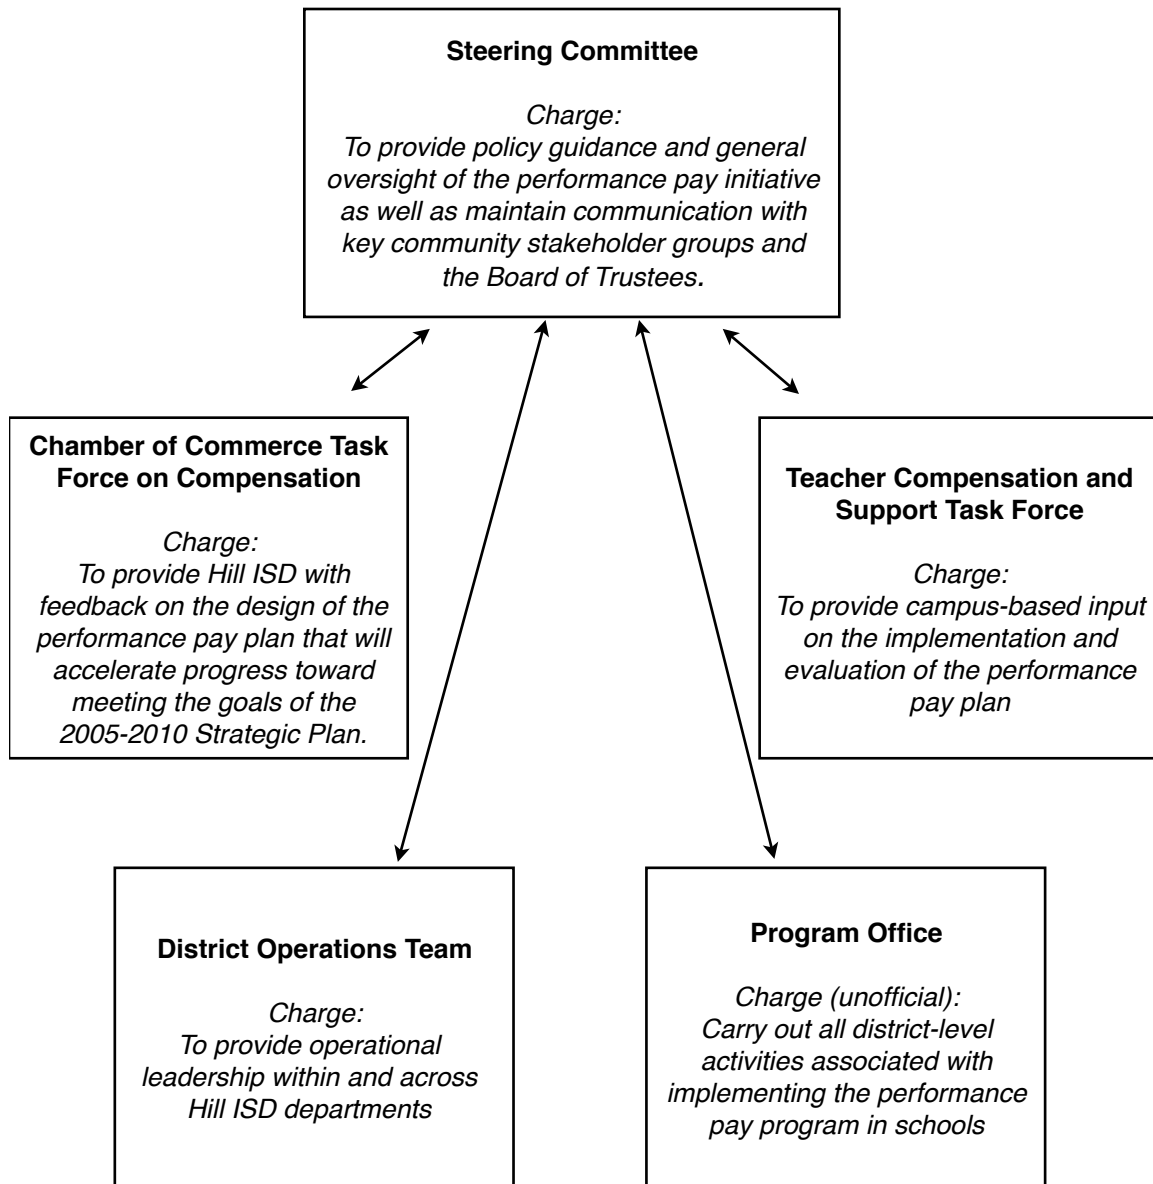 Steering Committee
Charge:
To provide policy guidance and general
oversight of the performance pay initiative
as well as maintain communication with
key community stakeholder groups and
the Board of Trustees.
Chamber of Commerce Task
Force on Compensation
Charge:
To provide Hill ISD with
feedback on the design of the
performance pay plan that will
accelerate progress toward
meeting the goals of the
2005-2010 Strategic Plan.
Teacher Compensation and
Support Task Force
Charge:
To provide campus-based input
on the implementation and
evaluation of the performance
pay plan
District Operations Team
Charge:
To provide operational
leadership within and across
Hill ISD departments
Program Office
Charge (unofficial):
Carry out all district-level
activities associated with
implementing the performance
pay program in schools